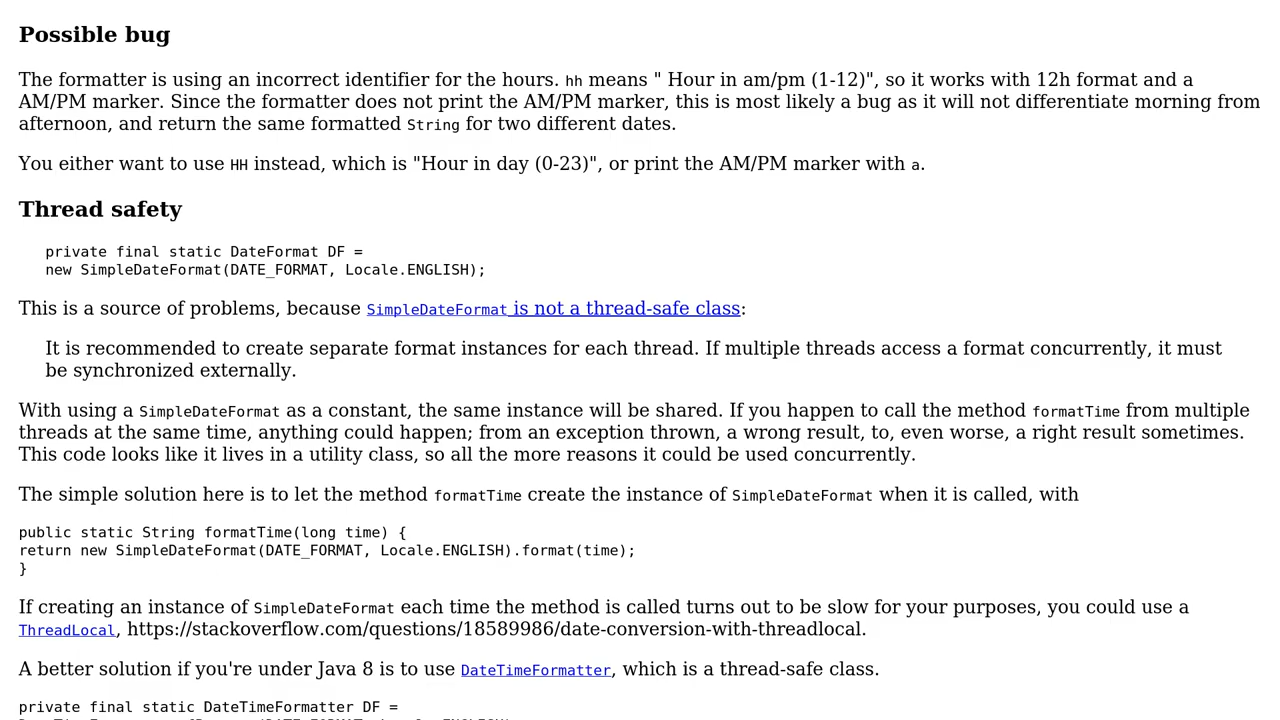 Possible bug
The formatter is using an incorrect identifier for the hours. hh means " Hour in am/pm (1-12)", so it works with 12h format and a
AM/PM marker. Since the formatter does not print the AM/PM marker, this is most likely a bug as it will not differentiate morning from
afternoon, and return the same formatted String for two different dates.
You either want to use HH instead, which is "Hour in day (0-23)", or print the AM/PM marker with a.
Thread safety
private final static DateFormat DF =
new SimpleDateFormat(DATE_FORMAT, Locale.ENGLISH);
This is a source of problems, because SimpleDateFormat is not a thread-safe class:
It is recommended to create separate format instances for each thread. If multiple threads access a format concurrently, it must
be synchronized externally.
With using a SimpleDateFormat as a constant, the same instance will be shared. If you happen to call the method formatTime from multiple
threads at the same time, anything could happen; from an exception thrown, a wrong result, to, even worse, a right result sometimes.
This code looks like it lives in a utility class, so all the more reasons it could be used concurrently.
The simple solution here is to let the method formatTime create the instance of SimpleDateFormat when it is called, with
public static String formatTime(long time) {
return new SimpleDateFormat(DATE_FORMAT, Locale.ENGLISH).format(time);
}
If creating an instance of SimpleDateFormat each time the method is called turns out to be slow for your purposes, you could use a
ThreadLocal, https://stackoverflow.com/questions/18589986/date-conversion-with-threadlocal.
A better solution if you're under Java 8 is to use DateTimeFormatter, which is a thread-safe class.
private final static DateTimeFormatter DF =